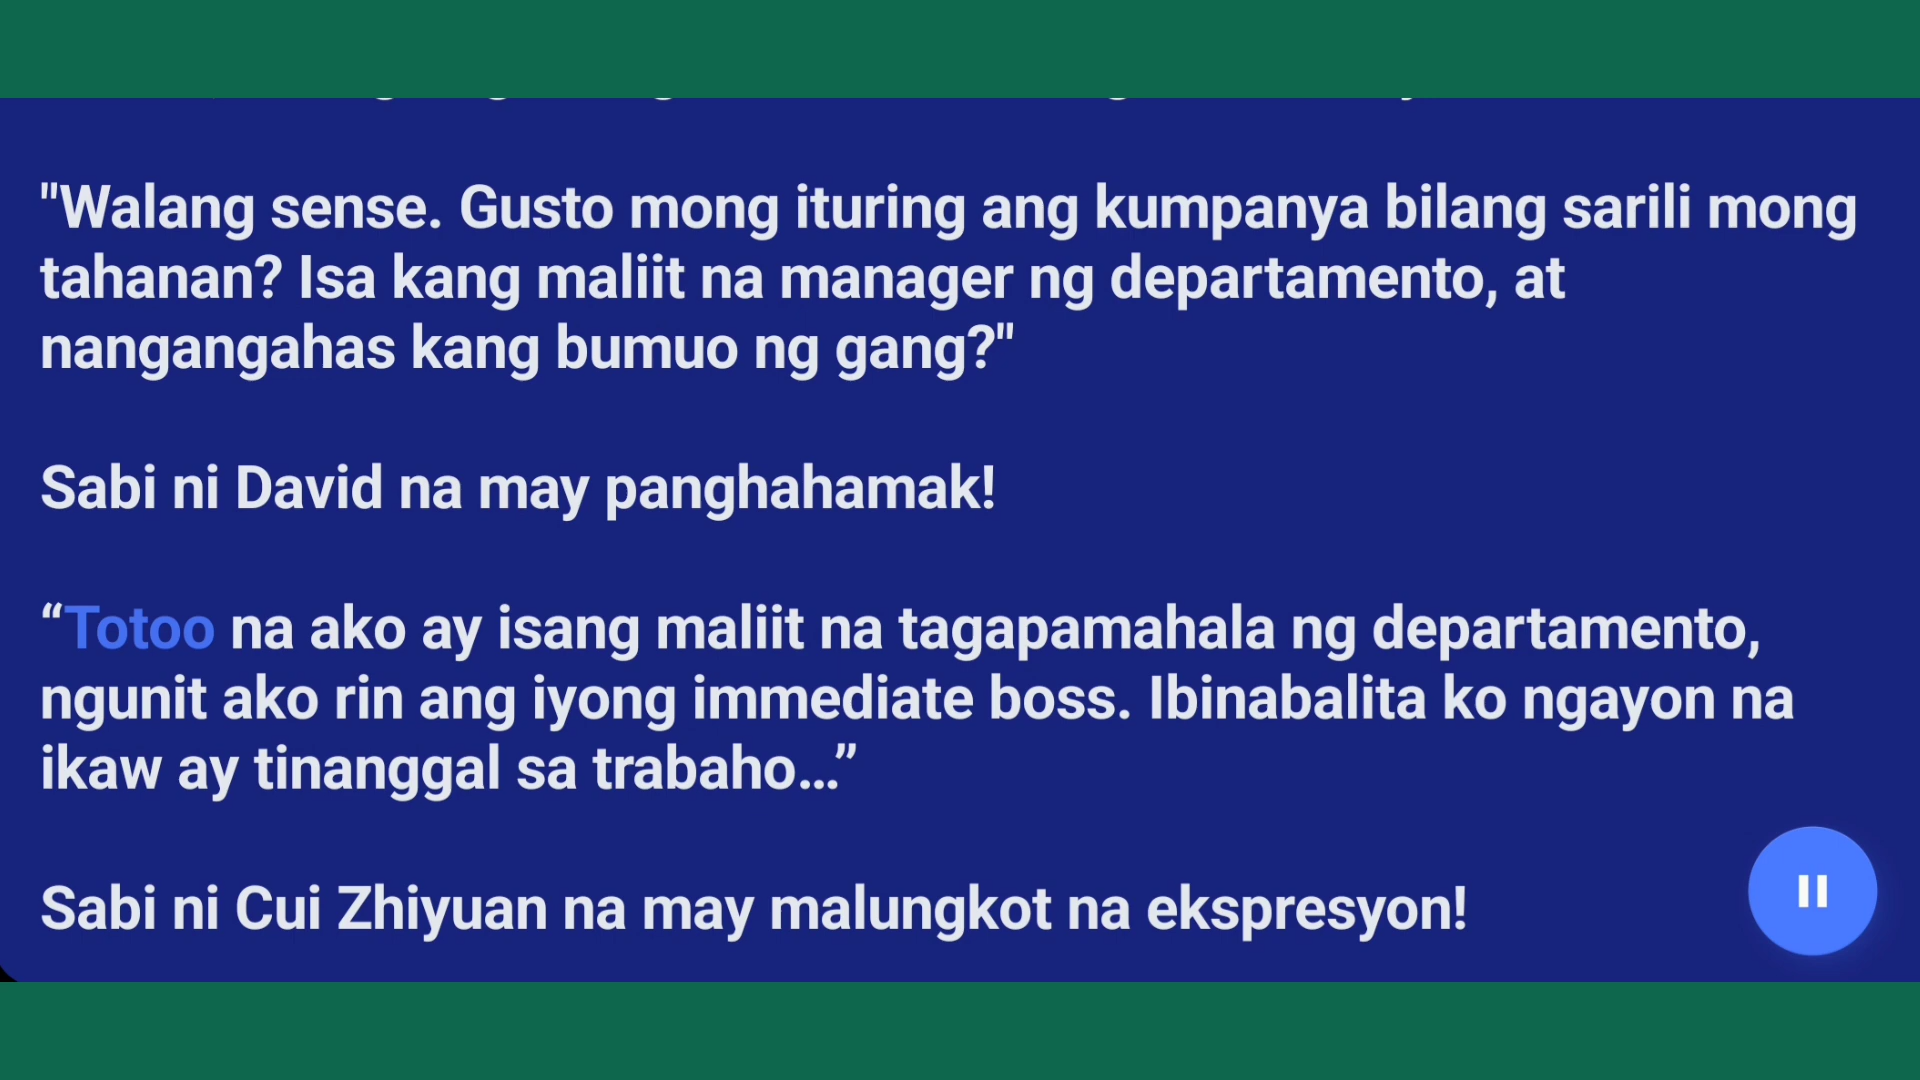 "Walang sense. Gusto mong ituring ang kumpanya bilang sarili mong
tahanan? Isa kang maliit na manager ng departamento, at
nangangahas kang bumuo ng gang?"
Sabi ni David na may panghahamak!
“Totoo na ako ay isang maliit na tagapamahala ng departamento,
ngunit ako rin ang iyong immediate boss. Ibinabalita ko ngayon na
ikaw ay tinanggal sa trabaho...”
Sabi ni Cui Zhiyuan na may malungkot na ekspresyon!